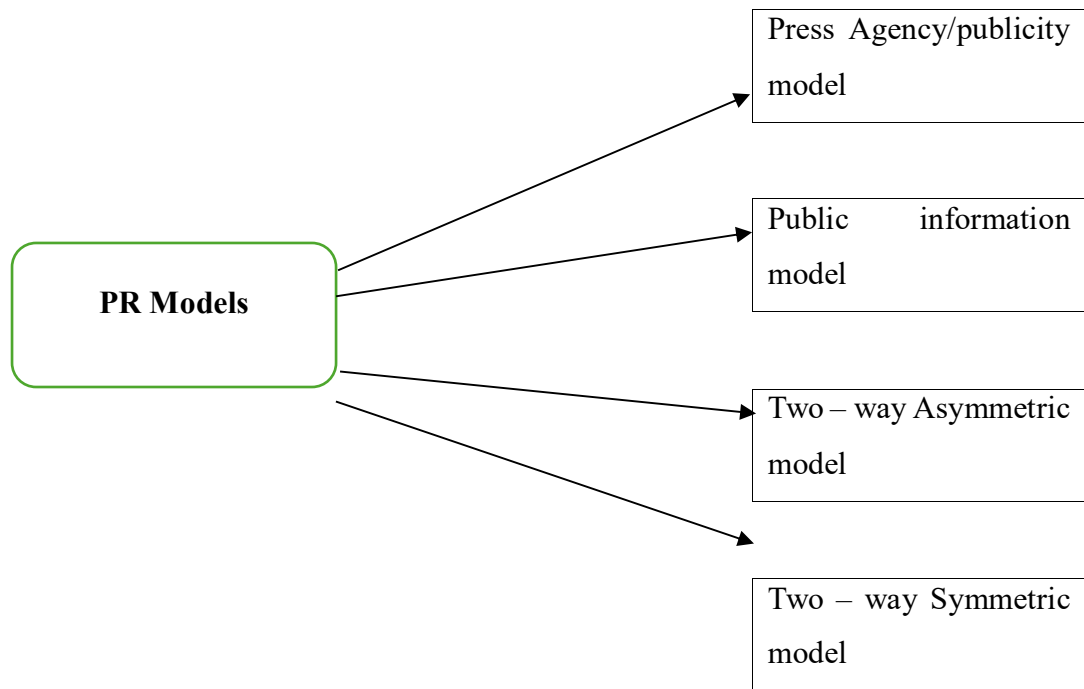 Press Agency/publicity
model
Public information
model
PR Models
Two – way Asymmetric
model
Two – way Symmetric
model